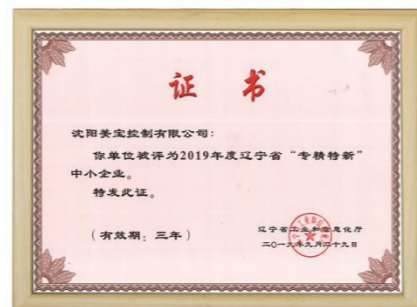 证书
沈阳美宝控制有限公司：
你单位被评为2019年度辽宁省“专精特新”
中小企业。
特发此证。
（有效期：三年）
辽宁省工业和信息化厅
二〇一九年九月二十九日